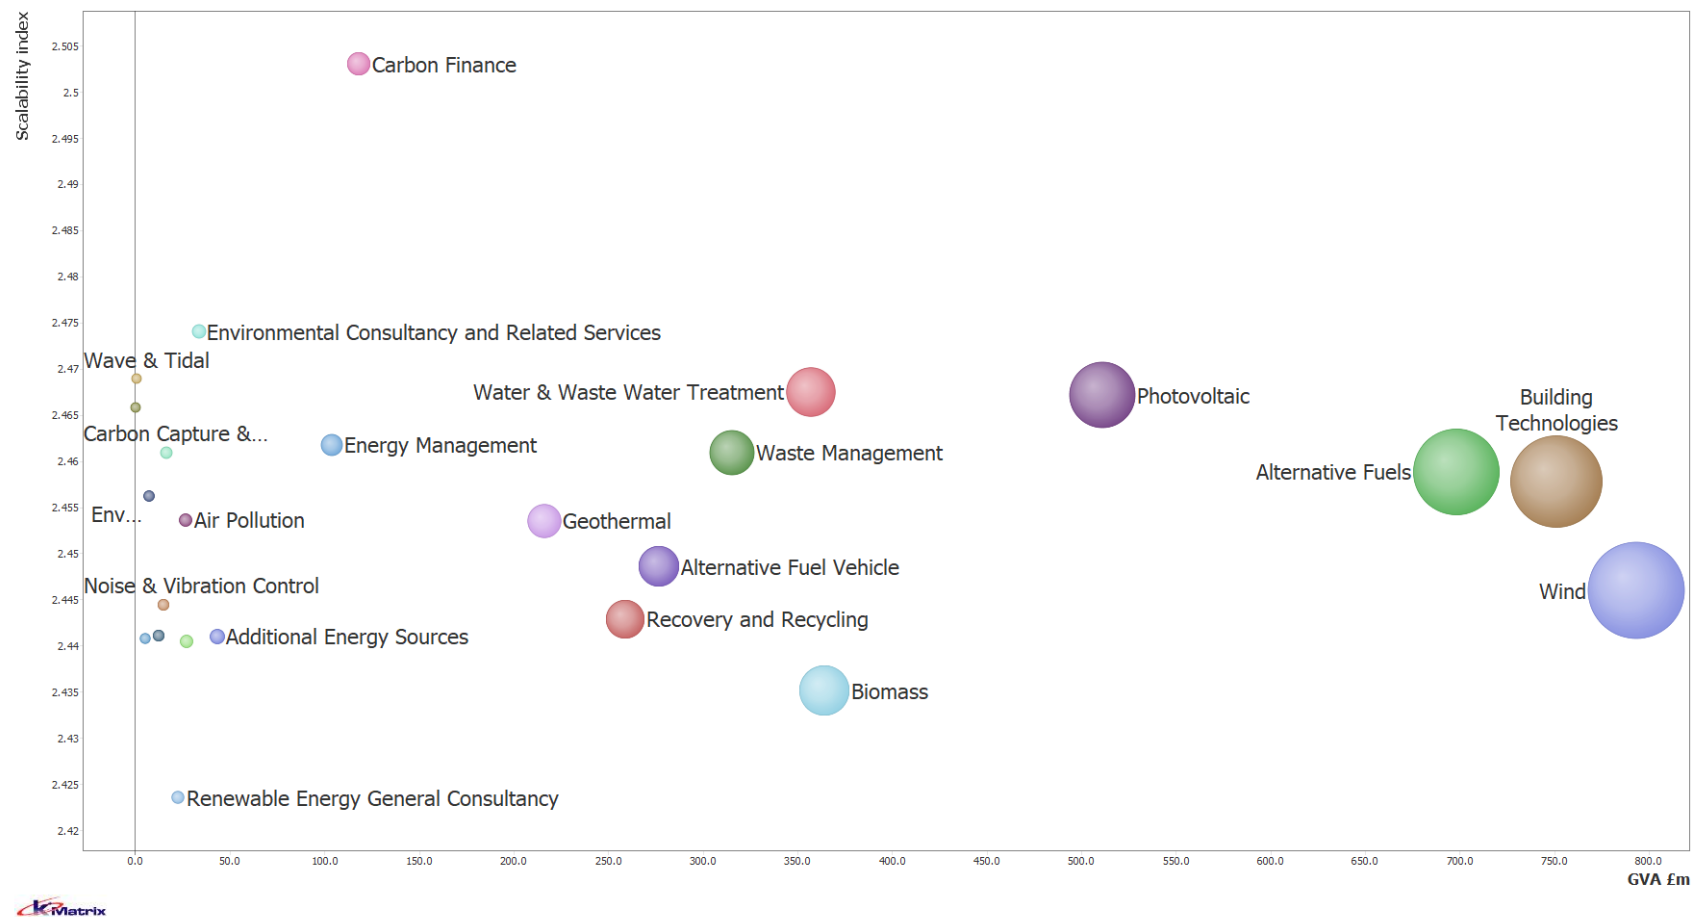 Scalability index
2.505
2.5
2.495
2.49
2.485
2.48
2.475
2.47
2.465
2.46
2.455
2.45
2.445
2.44
2.435
2.43
2.425
2.42
Carbon Finance
Environmental Consultancy and Related Services
Wave & Tidal
Water & Waste Water Treatment
Photovoltaic
Building
Technologies
Carbon Capture &...
Energy Management
Waste Management
Alternative Fuels
Env...
Air Pollution
Geothermal
Alternative Fuel Vehicle
Noise & Vibration Control
Wind
Recovery and Recycling
Additional Energy Sources
Biomass
Renewable Energy General Consultancy
0.0 50.0 100.0 150.0 200.0 250.0 300.0 350.0 400.0 450.0 500.0 550.0 600.0 650.0 700.0 750.0 800.0
GVA £m
kMatrix